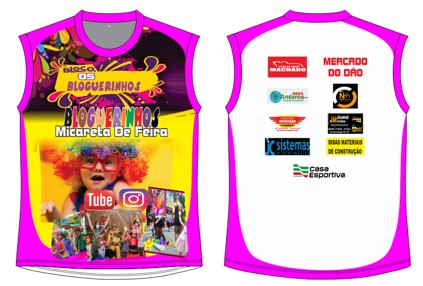 BLOCO
OS
BLOGUERINHOS
BLOGUERINHOS
Micareta De Feira
Tube
MACHADO
MERCADO
DO DÃO
Antares
sistemas
DIDAS MATERIAIS
DE CONSTRUÇÃO
Casa
Esportiva